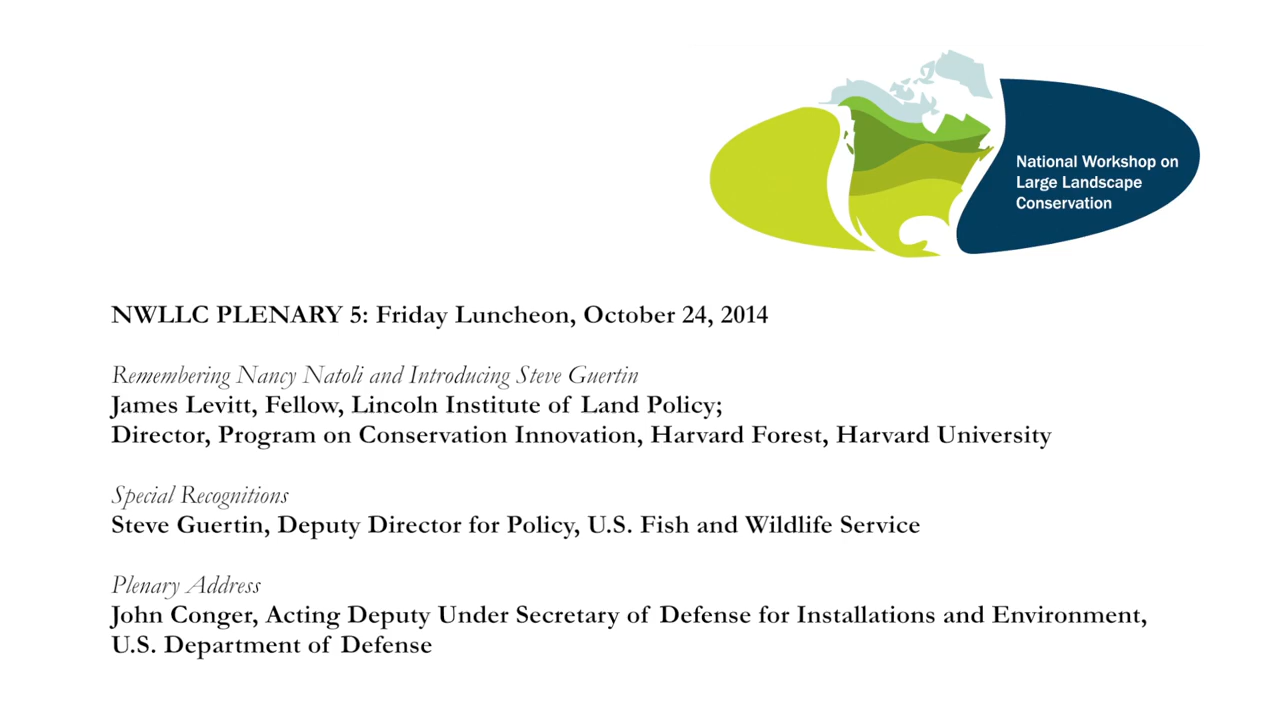 National Workshop on
Large Landscape
Conservation
NWLLC PLENARY 5: Friday Luncheon, October 24, 2014
Remembering Nancy Natoli and Introducing Steve Guertin
James Levitt, Fellow, Lincoln Institute of Land Policy;
Director, Program on Conservation Innovation, Harvard Forest, Harvard University
Special Recognitions
Steve Guertin, Deputy Director for Policy, U.S. Fish and Wildlife Service
Plenary Address
John Conger, Acting Deputy Under Secretary of Defense for Installations and Environment,
U.S. Department of Defense